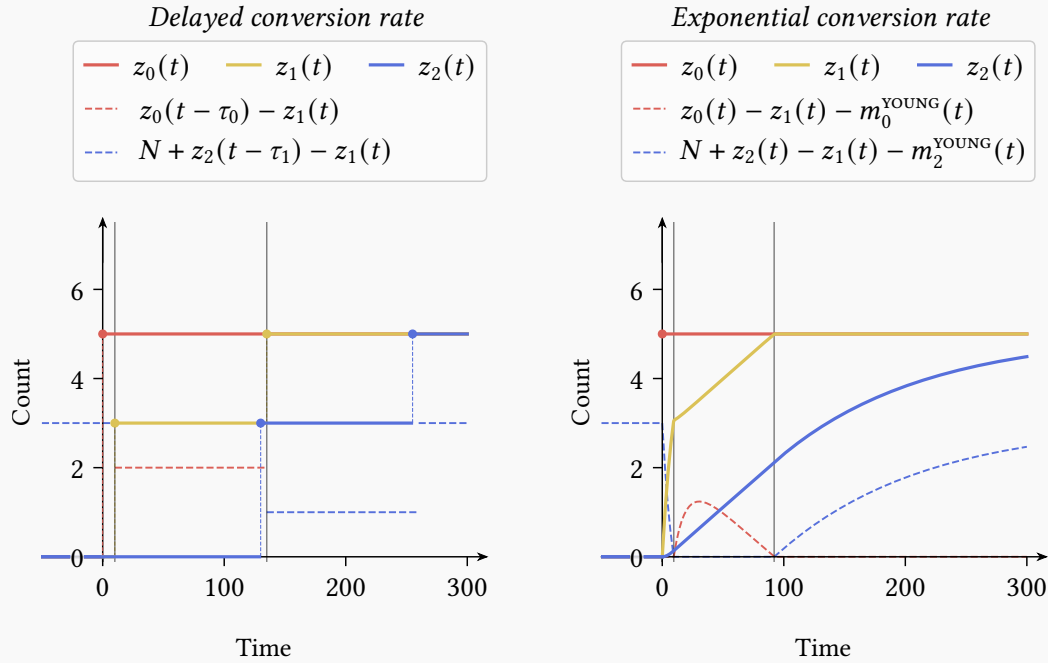 Delayed conversion rate
z₀(t) z₁(t) z₂(t)
z₀(t − τ₀) − z₁(t)
N + z₂(t − τ₁) − z₁(t)
6
4
2
0
Count
0 100 200 300
Time
Exponential conversion rate
z₀(t) z₁(t) z₂(t)
z₀(t) − z₁(t) − m₀^YOUNG(t)
N + z₂(t) − z₁(t) − m₂^YOUNG(t)
6
4
2
0
Count
0 100 200 300
Time